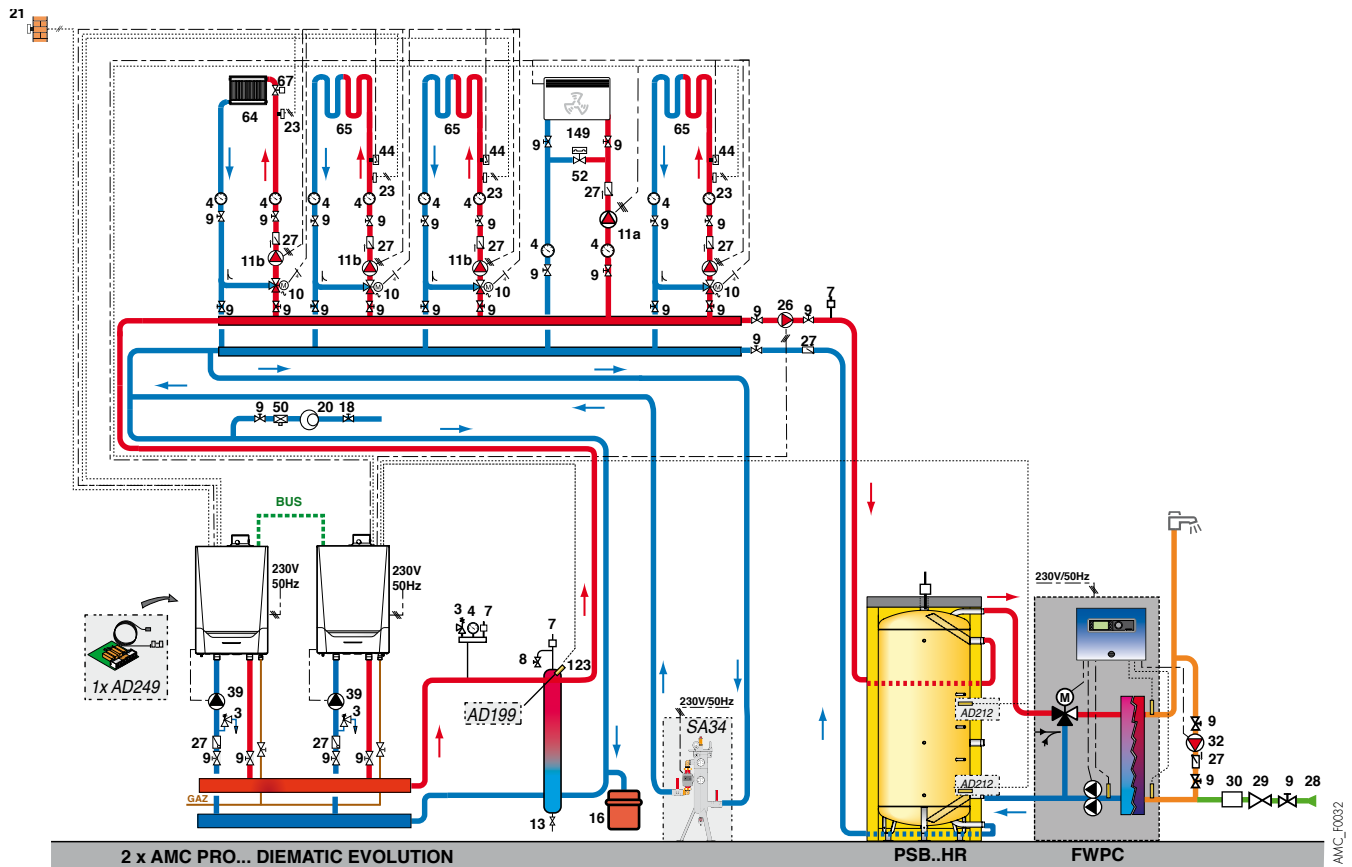 21
67
64
23
65
44
23
65
44
23
149
9
9
52
27
11a
65
44
23
4
4
4
4
4
4
4
4
9
9
9
9
9
9
9
9
27
27
27
27
11b
11b
11b
4
4
9
9
M
10
M
10
M
10
M
10
9
9
9
9
9
9
9
9
26
9
7
9
27
9
50
20
18
BUS
230V
50Hz
230V
50Hz
1x AD249
3 4 7
7
8
123
AD199
39
3
39
3
27
9
9
27
9
9
GAZ
13
16
230V/50Hz
SA34
AD212
AD212
230V/50Hz
M
9
32
27
9
30 29 9 28
2 x AMC PRO... DIEMATIC EVOLUTION
PSB..HR
FWPC
AMC_F0032